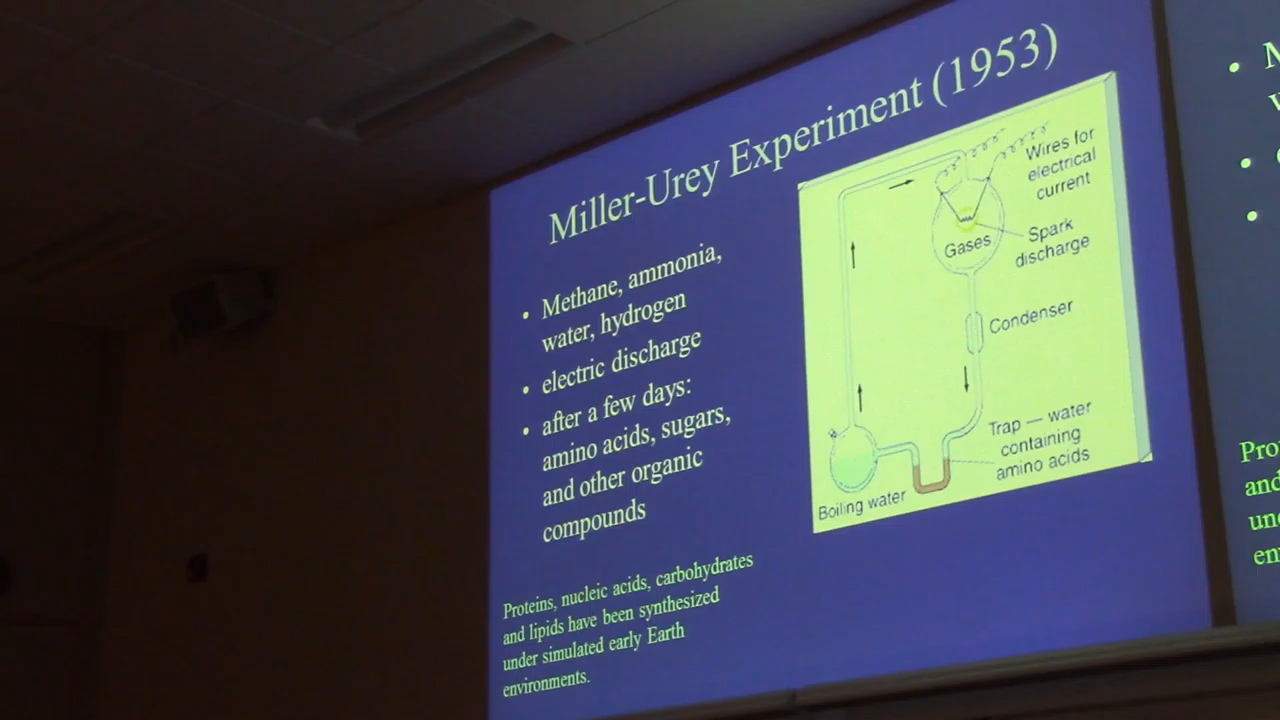 Miller-Urey Experiment (1953)
• Methane, ammonia,
water, hydrogen
• electric discharge
• after a few days:
amino acids, sugars,
and other organic
compounds
Proteins, nucleic acids, carbohydrates
and lipids have been synthesized
under simulated early Earth
environments.
Wires for
electrical
current
Gases
Spark
discharge
Condenser
Trap — water
containing
amino acids
Boiling water
and